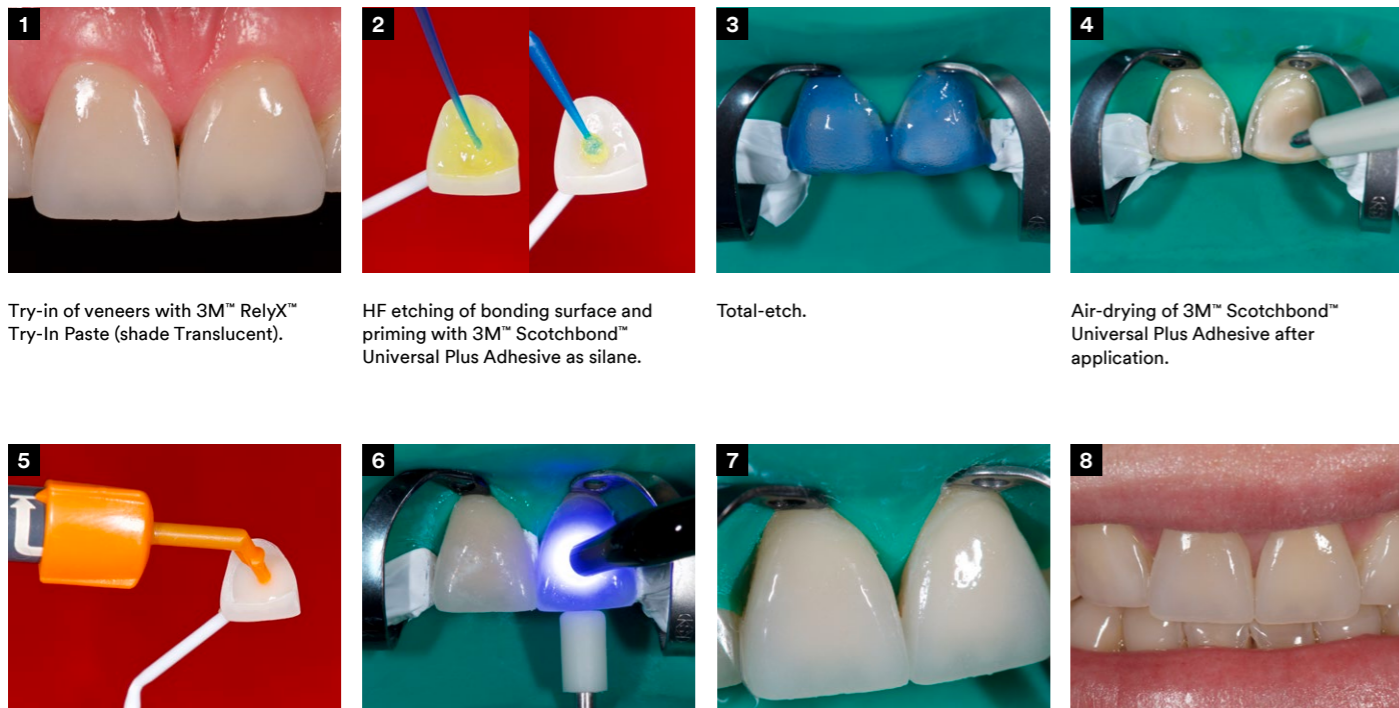 1
2
3
4
Try-in of veneers with 3M™ RelyX™
Try-In Paste (shade Translucent).
HF etching of bonding surface and
priming with 3M™ Scotchbond™
Universal Plus Adhesive as silane.
Total-etch.
Air-drying of 3M™ Scotchbond™
Universal Plus Adhesive after
application.
5
6
7
8